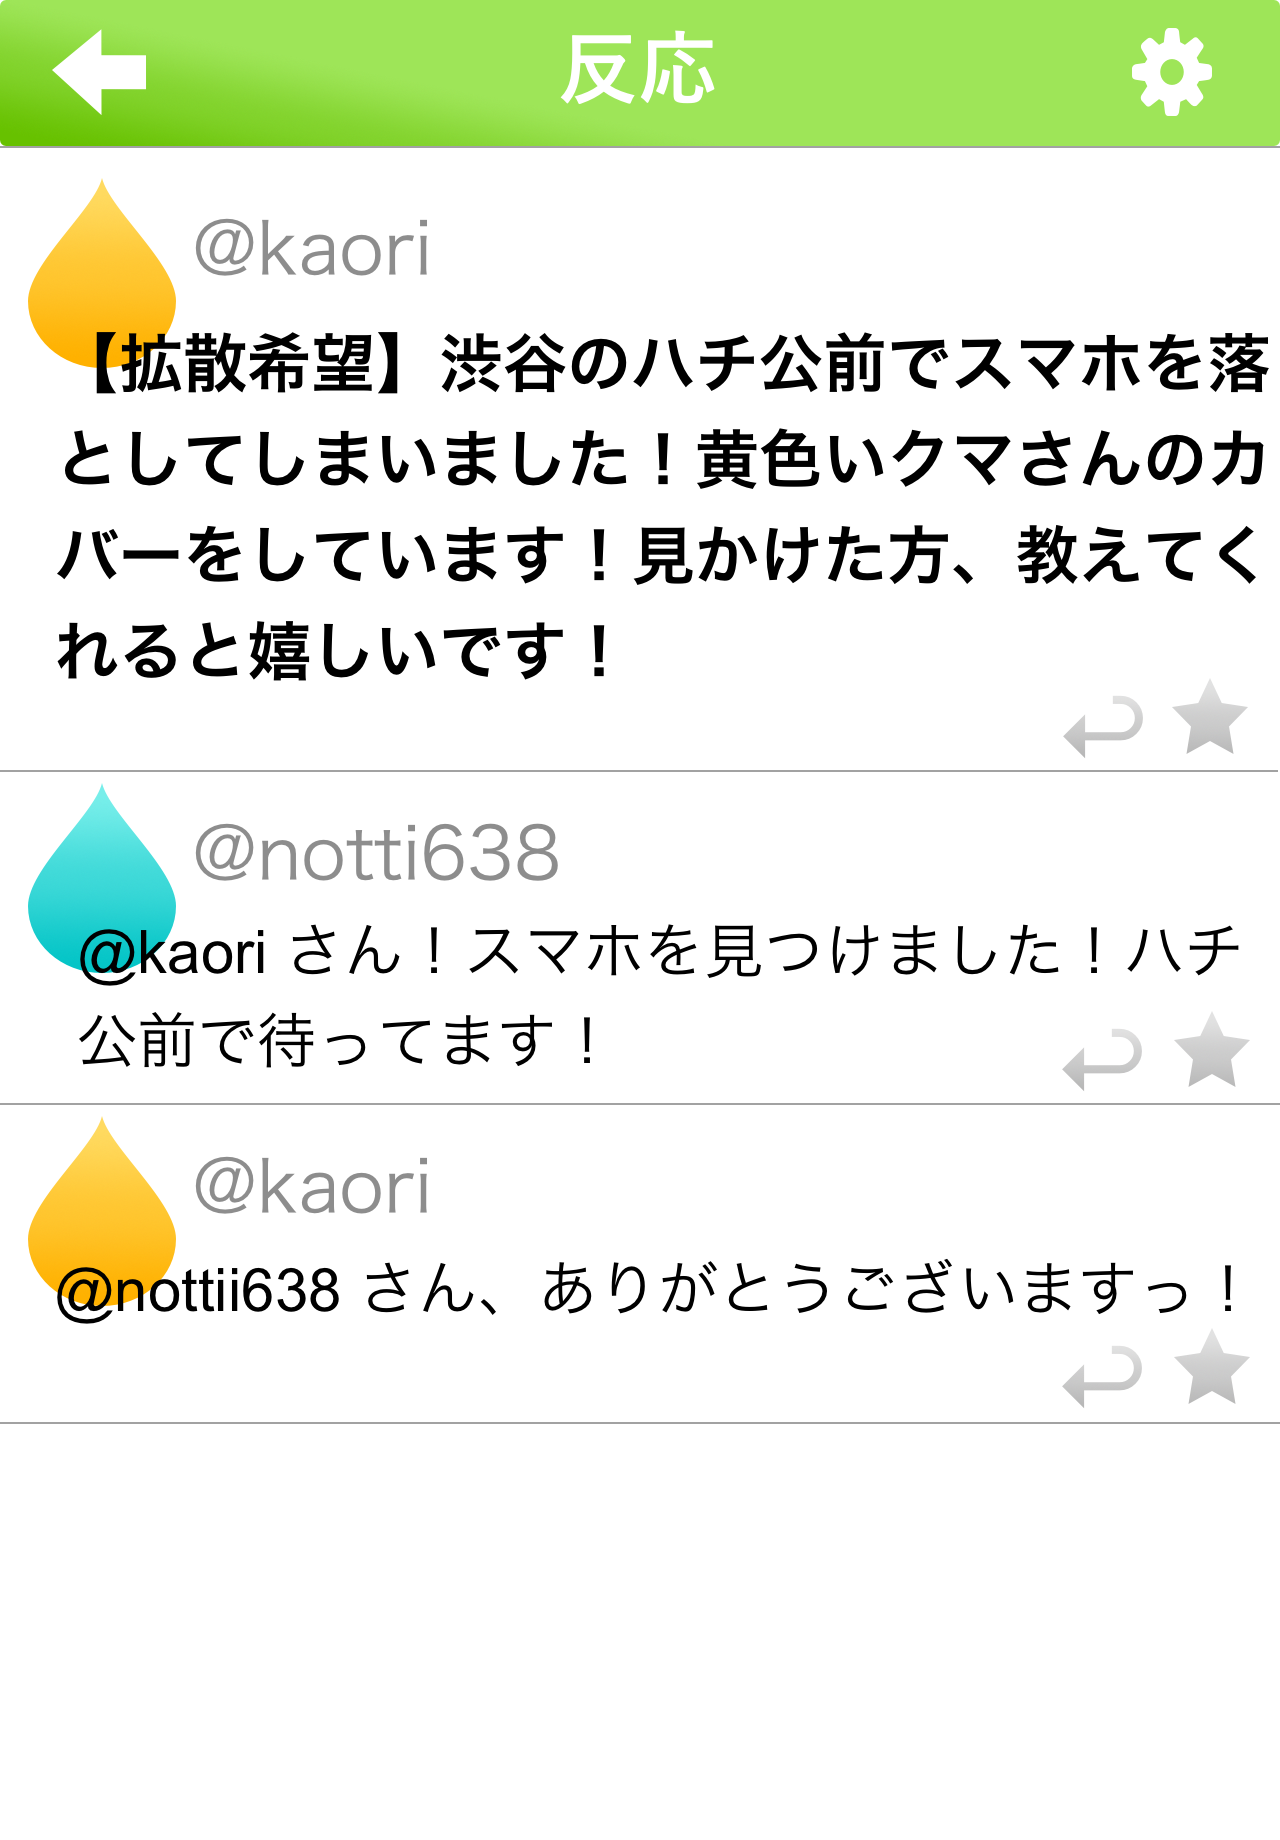 反応
@kaori
【拡散希望】渋谷のハチ公前でスマホを落
としてしまいました！黄色いクマさんのカ
バーをしています！見かけた方、教えてく
れると嬉しいです！
@notti638
@kaori さん！スマホを見つけました！ハチ
公前で待ってます！
@kaori
@nottii638 さん、ありがとうございますっ！